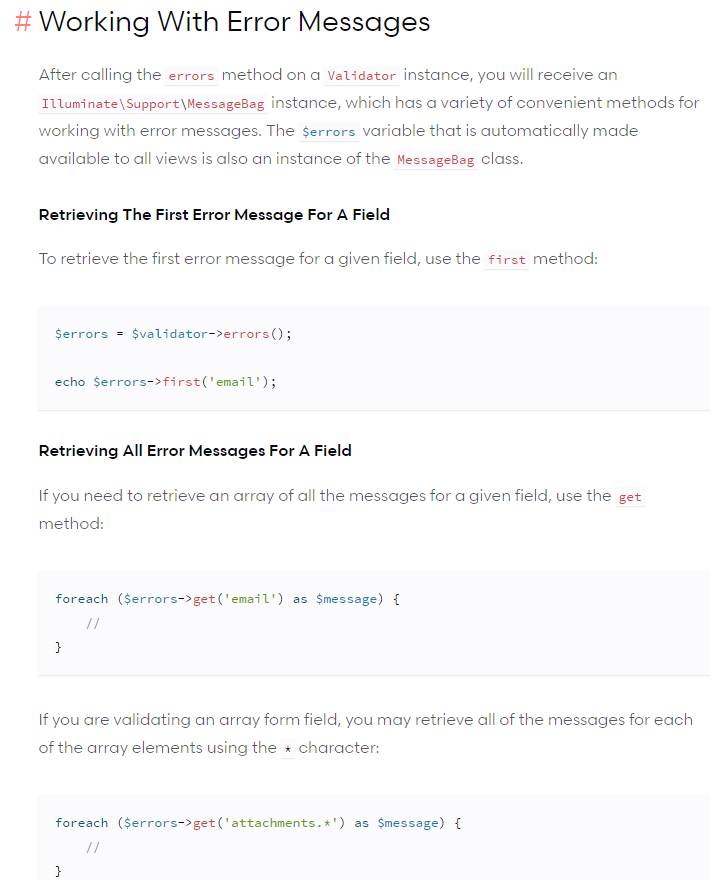 # Working With Error Messages
After calling the errors method on a Validator instance, you will receive an
Illuminate\Support\MessageBag instance, which has a variety of convenient methods for
working with error messages. The $errors variable that is automatically made
available to all views is also an instance of the MessageBag class.
Retrieving The First Error Message For A Field
To retrieve the first error message for a given field, use the first method:
$errors = $validator->errors();
echo $errors->first('email');
Retrieving All Error Messages For A Field
If you need to retrieve an array of all the messages for a given field, use the get
method:
foreach ($errors->get('email') as $message) {
    //
}
If you are validating an array form field, you may retrieve all of the messages for each
of the array elements using the * character:
foreach ($errors->get('attachments.*') as $message) {
    //
}